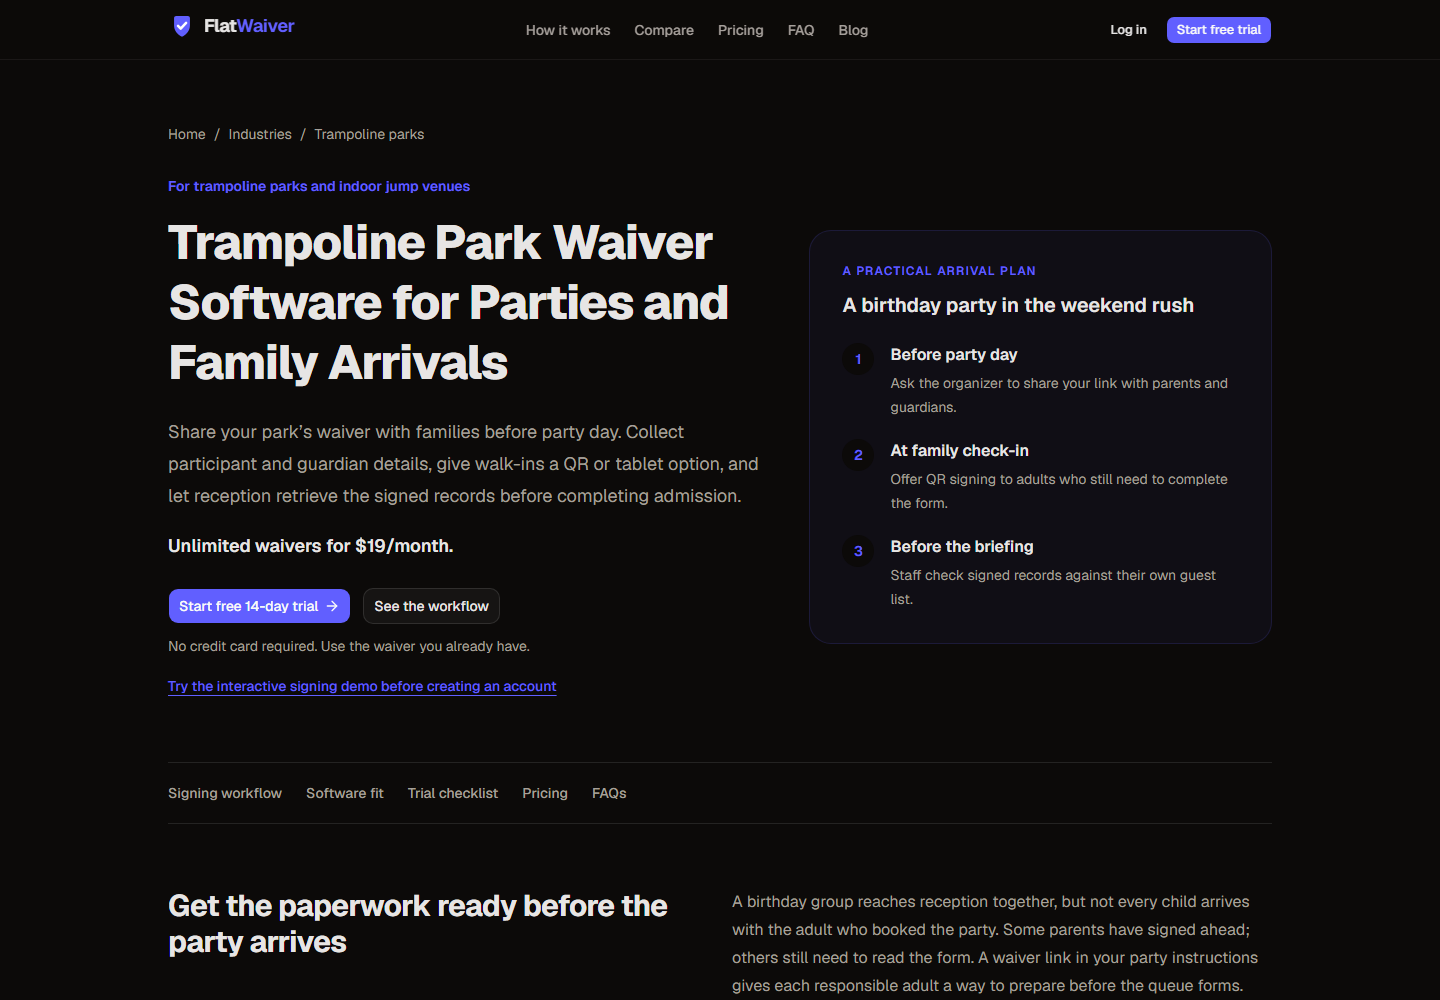 FlatWaiver
How it works
Compare
Pricing
FAQ
Blog
Log in
Start free trial
Home / Industries / Trampoline parks
For trampoline parks and indoor jump venues
Trampoline Park Waiver
Software for Parties and
Family Arrivals
Share your park’s waiver with families before party day. Collect
participant and guardian details, give walk-ins a QR or tablet option, and
let reception retrieve the signed records before completing admission.
Unlimited waivers for $19/month.
Start free 14-day trial →
See the workflow
No credit card required. Use the waiver you already have.
Try the interactive signing demo before creating an account
A PRACTICAL ARRIVAL PLAN
A birthday party in the weekend rush
1
Before party day
Ask the organizer to share your link with parents and
guardians.
2
At family check-in
Offer QR signing to adults who still need to complete
the form.
3
Before the briefing
Staff check signed records against their own guest
list.
Signing workflow
Software fit
Trial checklist
Pricing
FAQs
Get the paperwork ready before the
party arrives
A birthday group reaches reception together, but not every child arrives
with the adult who booked the party. Some parents have signed ahead;
others still need to read the form. A waiver link in your party instructions
gives each responsible adult a way to prepare before the queue forms.